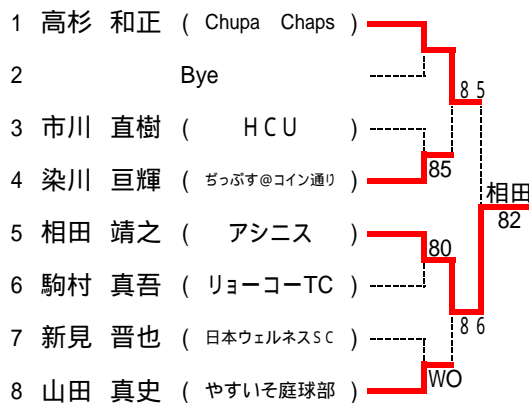 1 高杉 和正 ( Chupa Chaps )
2 Bye
8 5
3 市川 直樹 ( HCU )
85
4 染川 亘輝 ( ぢっぷす@コイン通り )
相田
82
5 相田 靖之 ( アシニス )
80
6 駒村 真吾 ( リョーコーTC )
8 6
7 新見 晋也 ( 日本ウェルネスSC )
WO
8 山田 真史 ( やすいそ庭球部 )